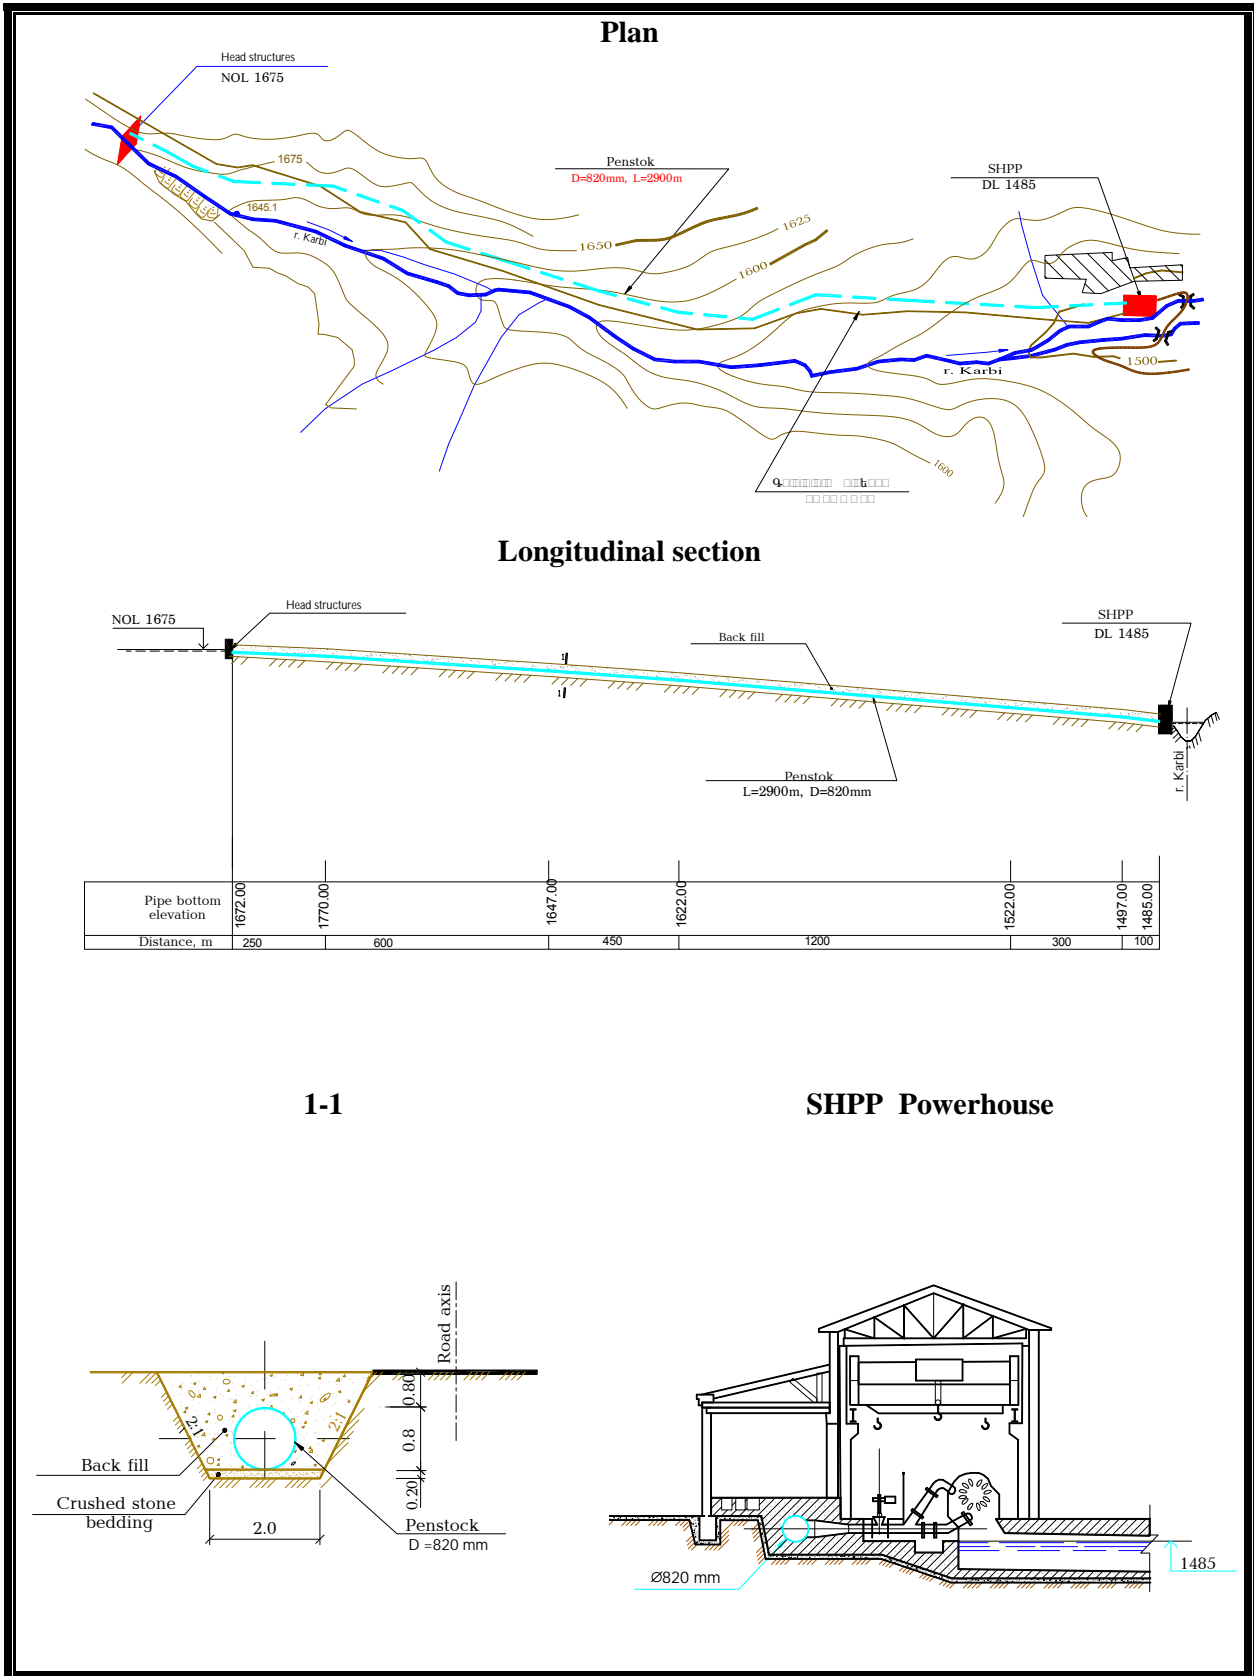 Plan
Head structures
NOL 1675
1675
1645.1
r. Karbi
Penstok
D=820mm, L=2900m
SHPP
DL 1485
1650
1625
1600
1500
r. Karbi
1600
Longitudinal section
NOL 1675
Head structures
1
1
Back fill
SHPP
DL 1485
Penstok
L=2900m, D=820mm
r. Karbi
Pipe bottom
elevation
1672.00
1770.00
1647.00
1622.00
1522.00
1497.00
1485.00
Distance, m
250
600
450
1200
300
100
1-1
SHPP Powerhouse
Road axis
2:1
2:1
0.80
0.8
0.20
Back fill
Crushed stone
bedding
2.0
Penstock
D =820 mm
Ø820 mm
1485